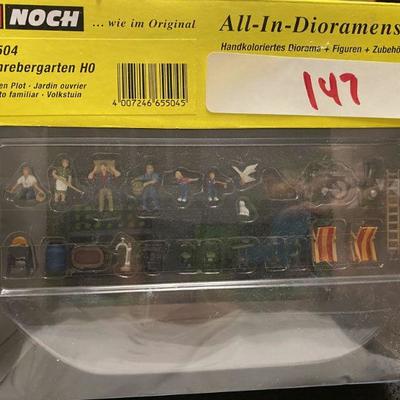 NOCH ... wie im Original All-In-Dioramens
504
Handkoloriertes Diorama + Figuren + Zubehö
hrebergarten H0
en Plot · Jardin ouvrier
to familiar · Volkstuin
4 007246 655045
147